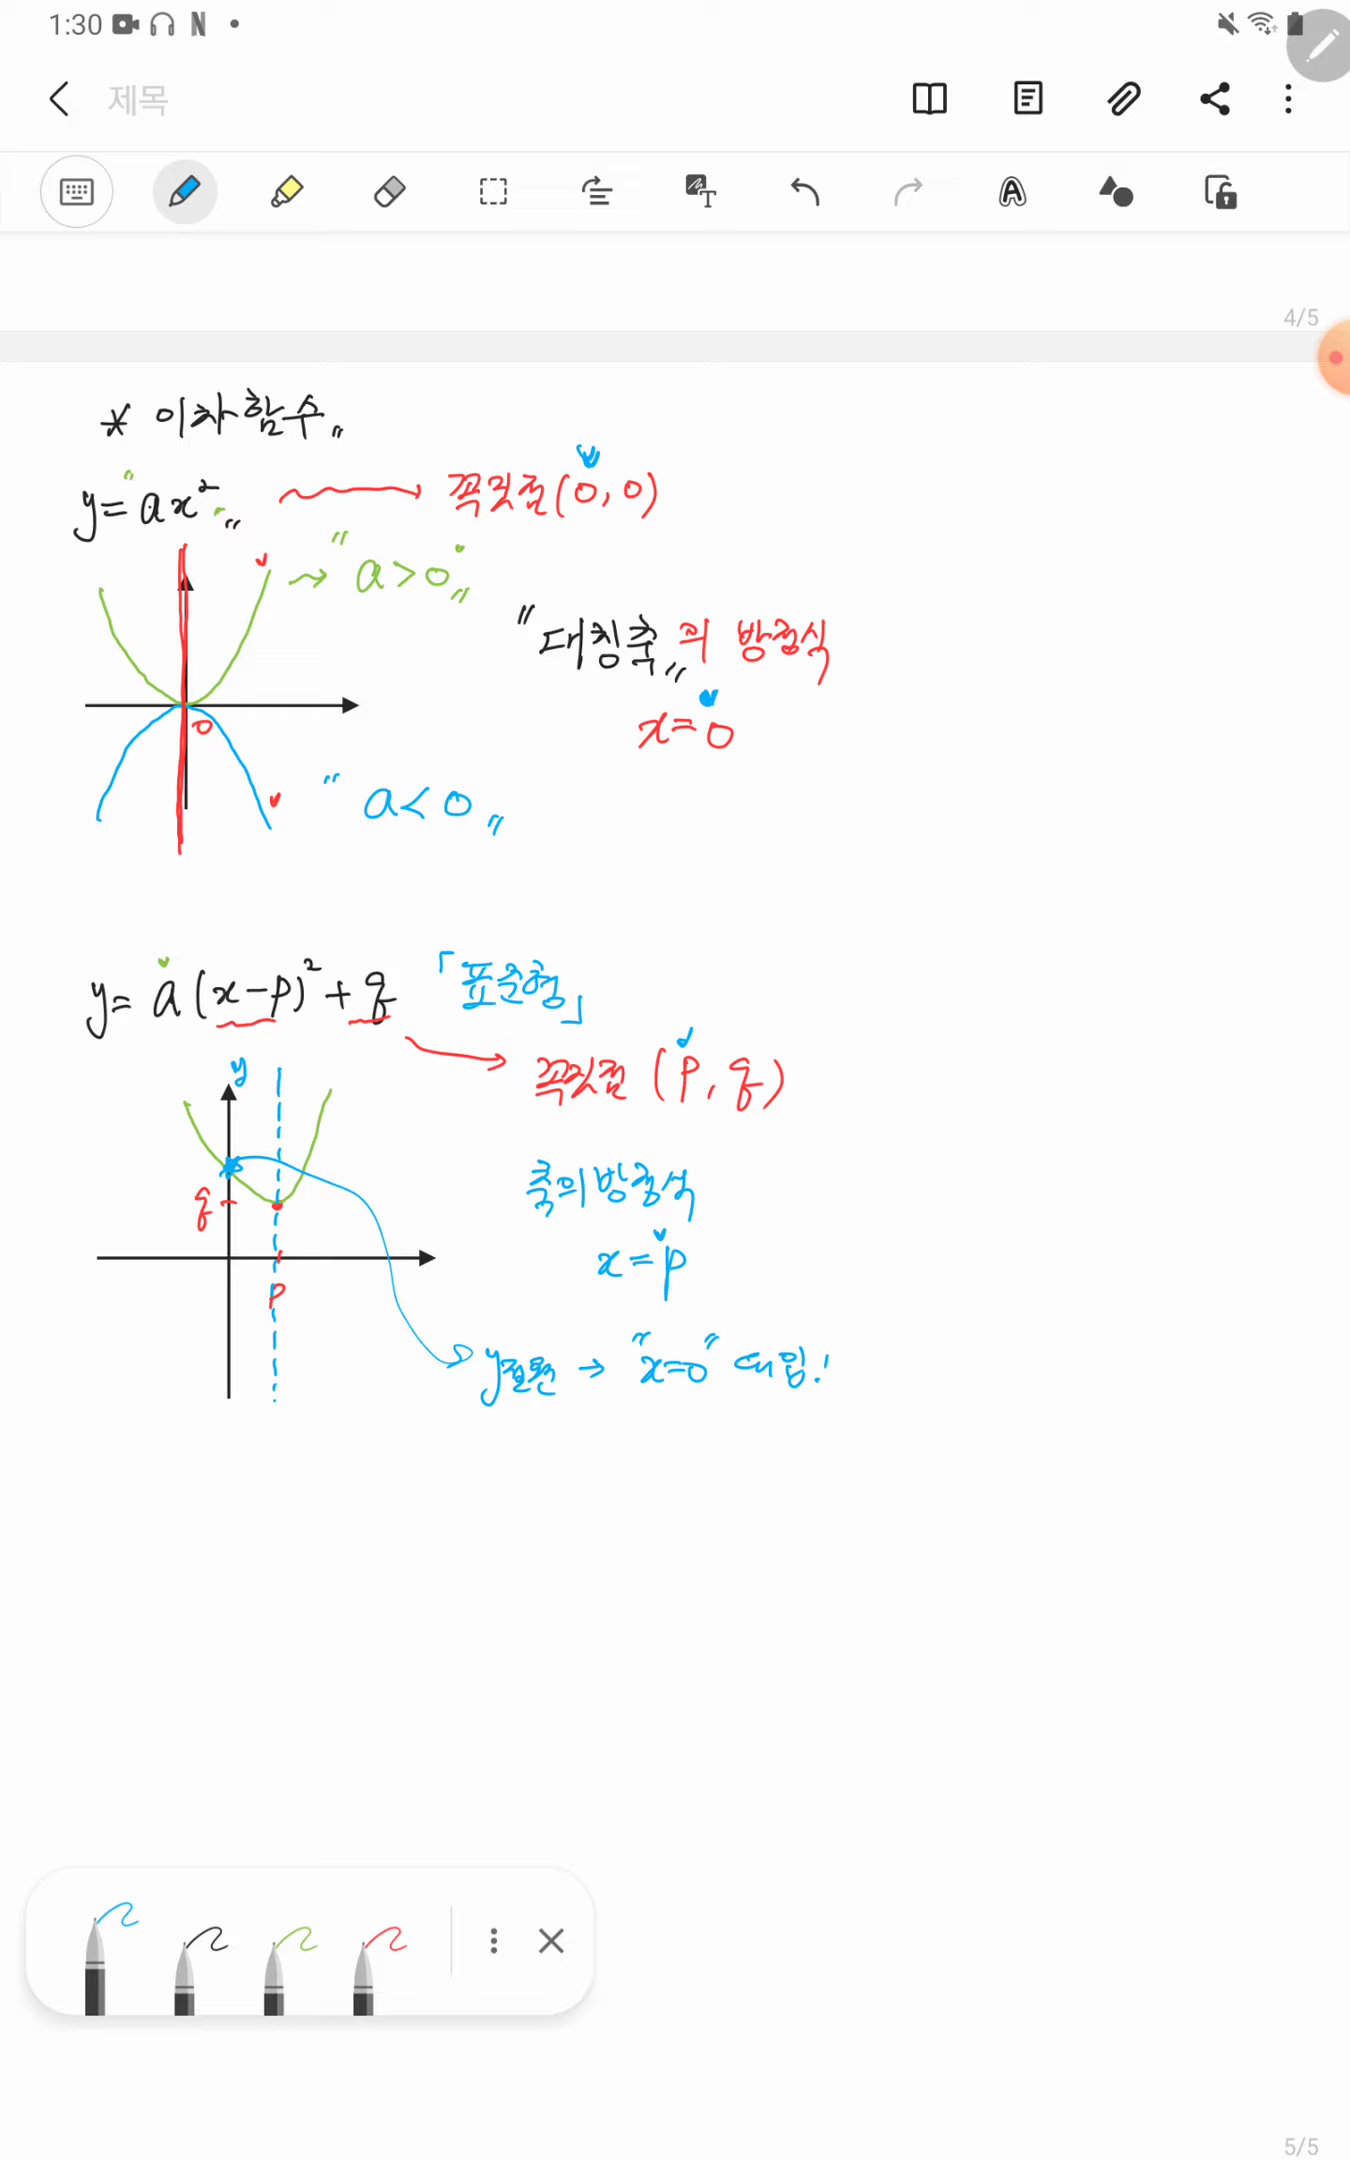 1:30
제목
4/5
* 이차함수〃
y=ax² 꼭짓점(0,0)
"a>0〃
"대칭축〃의 방정식
x=0
0
"a<0〃
y=a(x-p)²+q 「표준형」
y
꼭짓점 (p,q)
q
축의방정식
x=p
p
y절편 → "x=0" 대입!
5/5